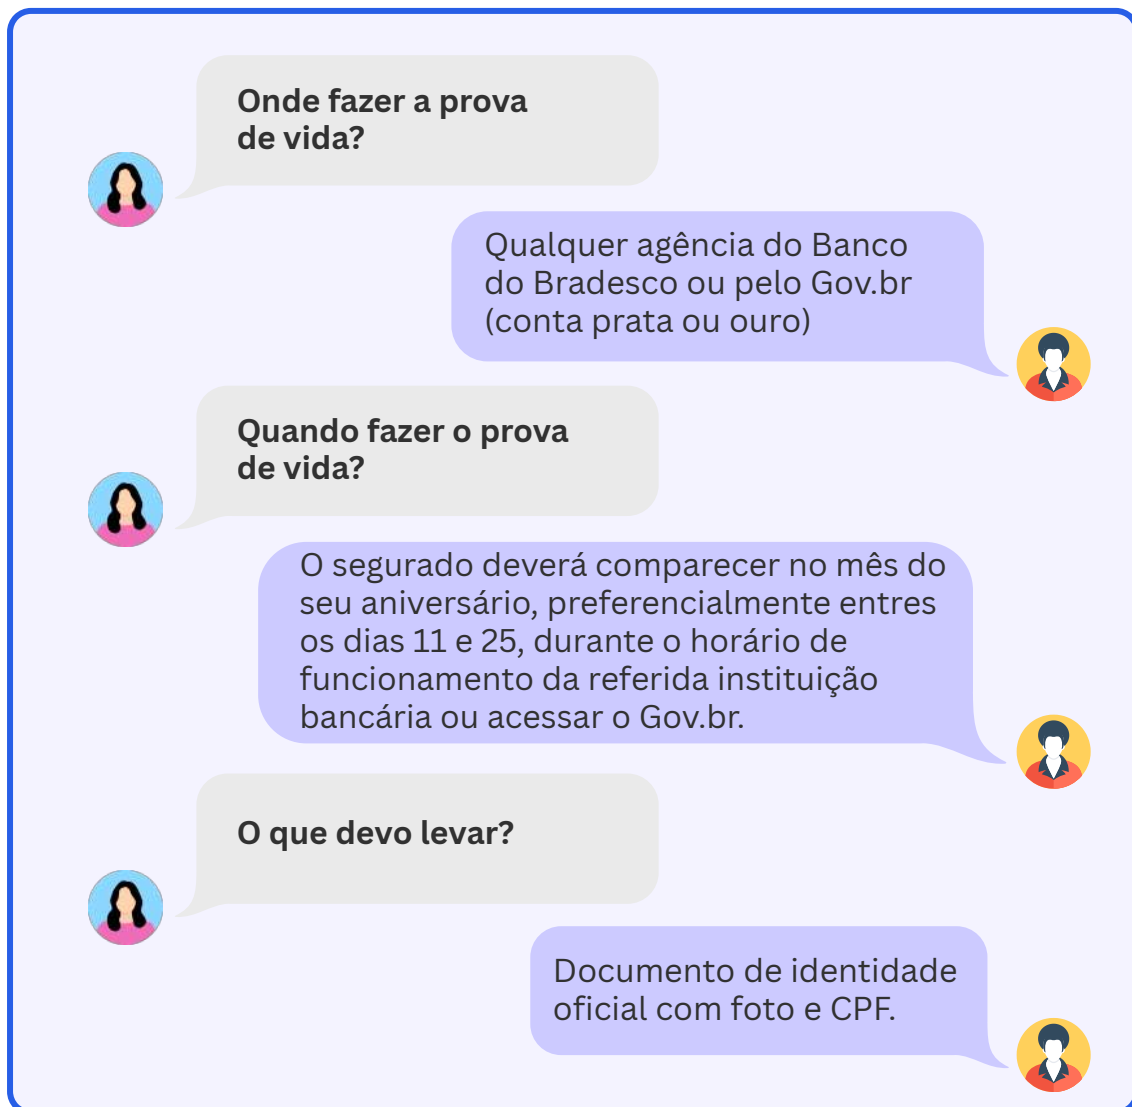 Onde fazer a prova
de vida?
Qualquer agência do Banco
do Bradesco ou pelo Gov.br
(conta prata ou ouro)
Quando fazer o prova
de vida?
O segurado deverá comparecer no mês do
seu aniversário, preferencialmente entres
os dias 11 e 25, durante o horário de
funcionamento da referida instituição
bancária ou acessar o Gov.br.
O que devo levar?
Documento de identidade
oficial com foto e CPF.